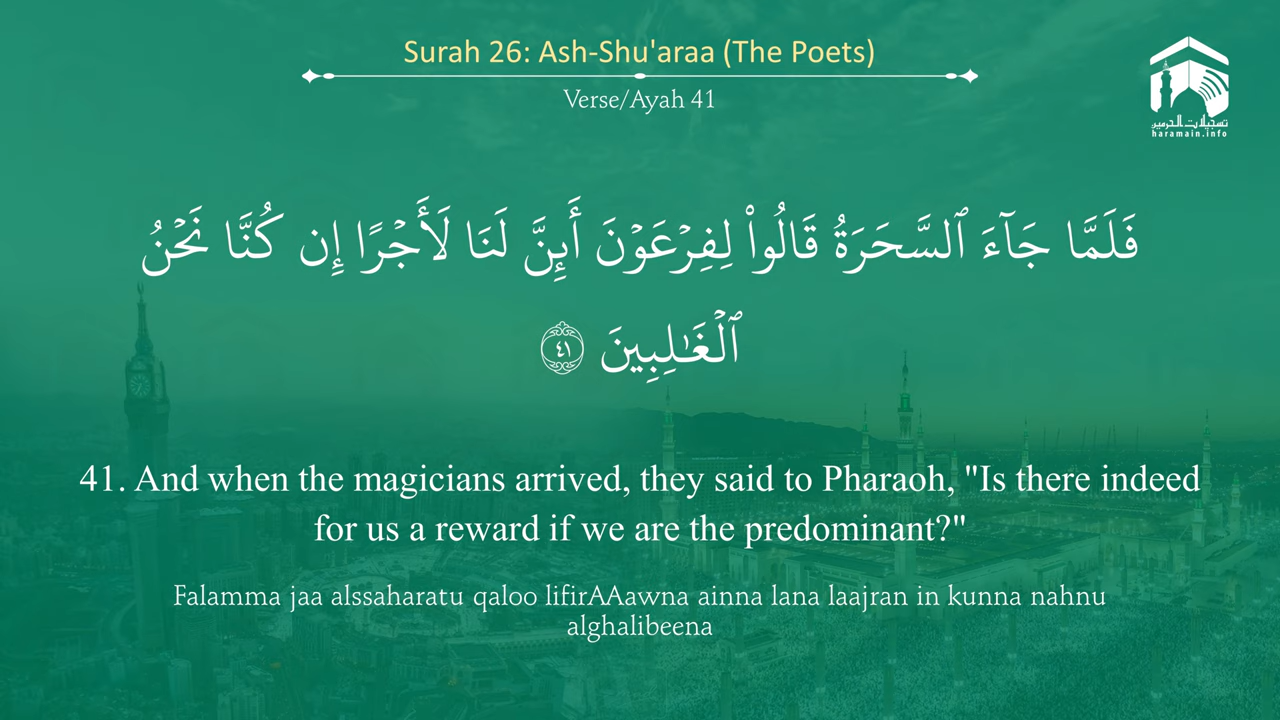 Surah 26: Ash-Shu'araa (The Poets)
Verse/Ayah 41
تسجيلات الحرمين
haramain.info
فَلَمَّا جَآءَ ٱلسَّحَرَةُ قَالُوا۟ لِفِرْعَوْنَ أَئِنَّ لَنَا لَأَجْرًا إِن كُنَّا نَحْنُ
ٱلْغَـٰلِبِينَ ٤١
41. And when the magicians arrived, they said to Pharaoh, "Is there indeed
for us a reward if we are the predominant?"
Falamma jaa alssaharatu qaloo lifirAAawna ainna lana laajran in kunna nahnu
alghalibeena